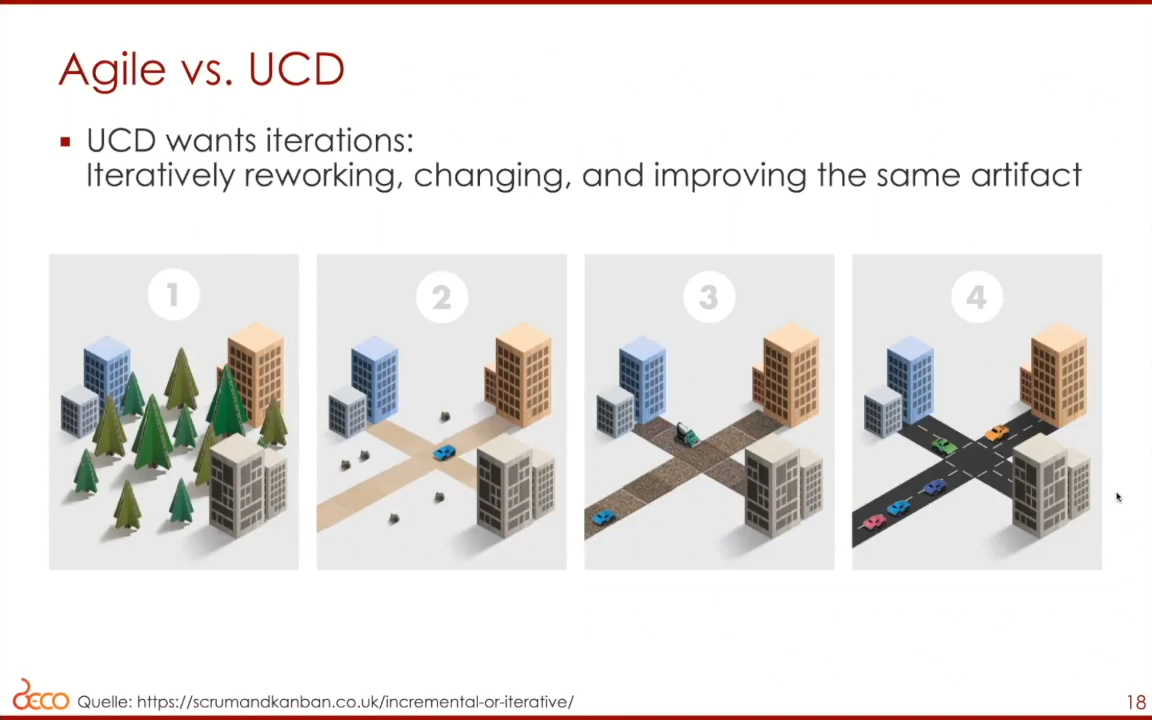 Agile vs. UCD
▪ UCD wants iterations:
Iteratively reworking, changing, and improving the same artifact
1
2
3
4
DECO
Quelle: https://scrumandkanban.co.uk/incremental-or-iterative/
18